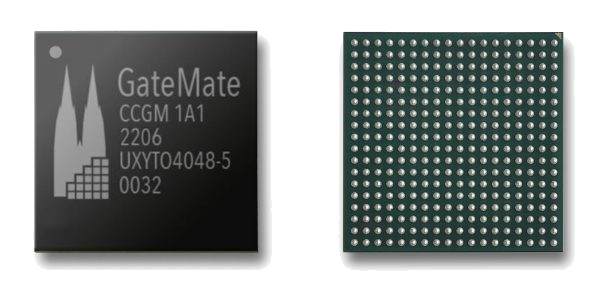 GateMate
CCGM 1A1
2206
UXYTO4048-5
0032